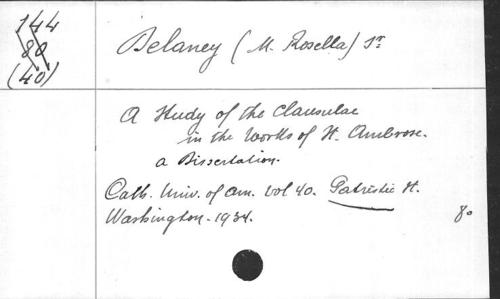 144
80
(40)
Delaney (M. Rosella) Sr
A Study of the Clausulae
in the Works of St. Ambrose.
a Dissertation.
Cath. Univ. of Am. Vol 40. Patristic St.
Washington. 1934.
8o